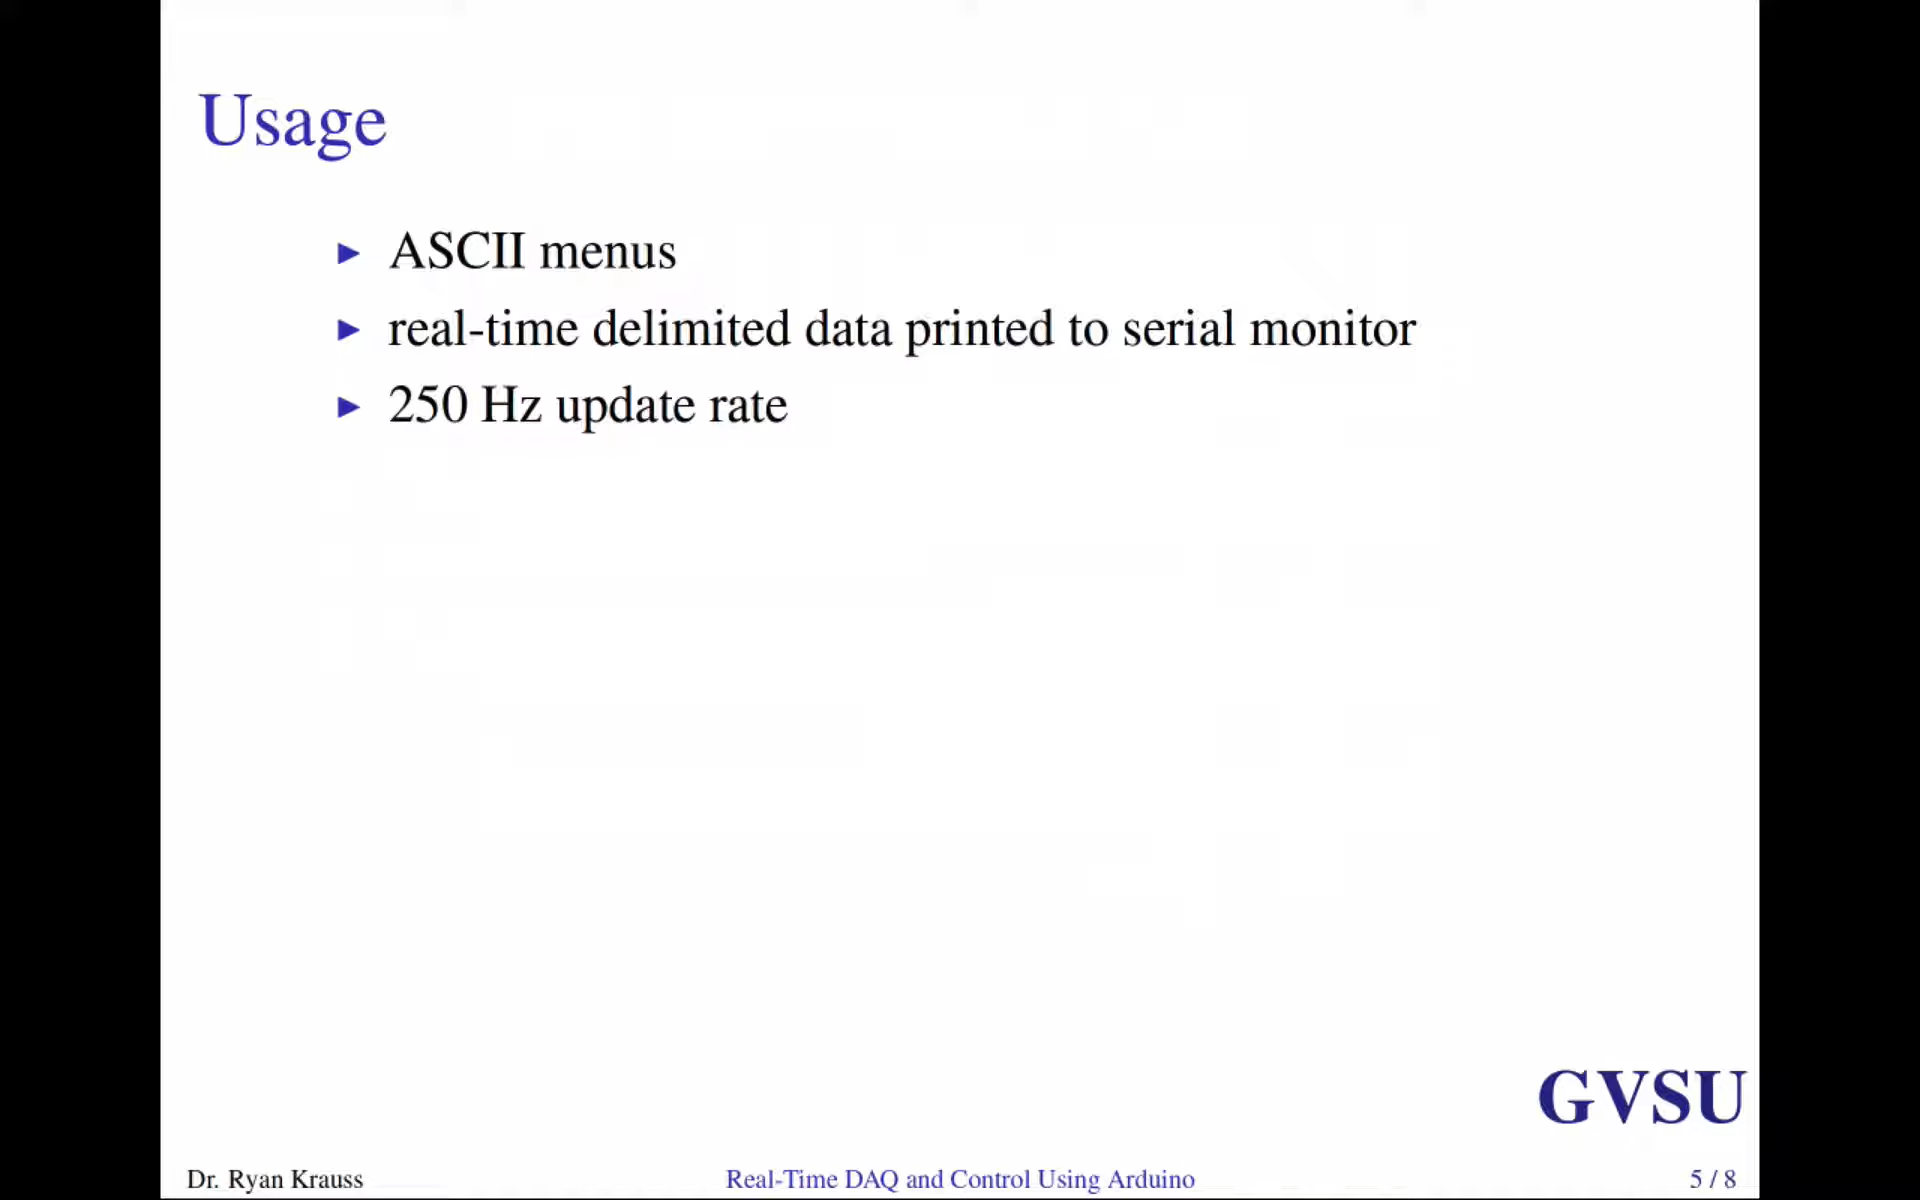 Usage
▶ ASCII menus
▶ real-time delimited data printed to serial monitor
▶ 250 Hz update rate
GVSU
Dr. Ryan Krauss
Real-Time DAQ and Control Using Arduino
5 / 8